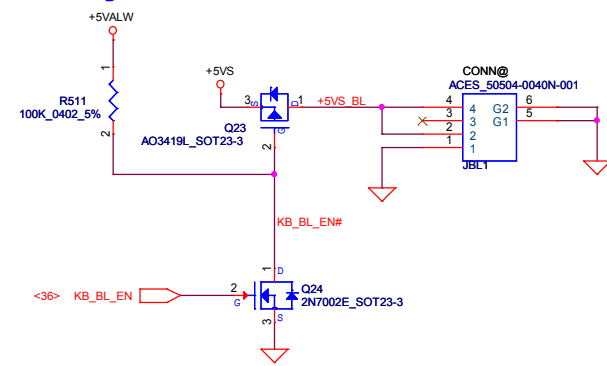 +5VALW
1
R511
100K_0402_5%
2
+5VS
3
S
D
1
+5VS_BL
Q23
G
AO3419L_SOT23-3
2
CONN@
ACES_50504-0040N-001
4
3
2
1
4
3
2
1
G2
G1
6
5
JBL1
KB_BL_EN#
<36>
KB_BL_EN
2
G
1
D
Q24
2N7002E_SOT23-3
3
S